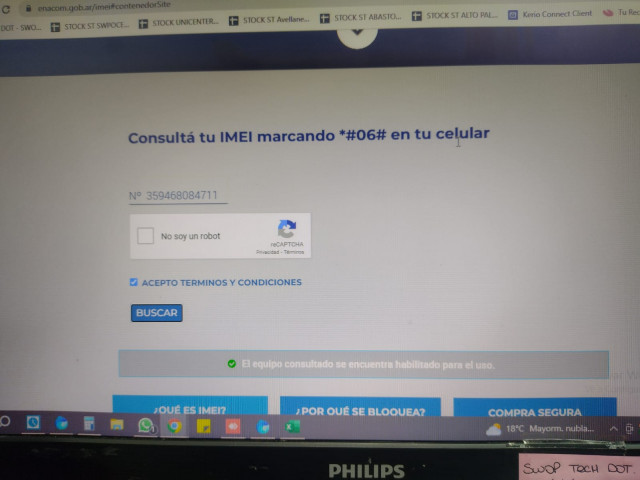 enacom.gob.ar/imei#contenedorSite
DOT - SWO... STOCK ST SWPOCE... STOCK UNICENTER... STOCK ST Avellane... STOCK ST ABASTO... STOCK ST ALTO PAL... Kerio Connect Client Tu Rec
Consultá tu IMEI marcando *#06# en tu celular
Nº 359468084711
No soy un robot
reCAPTCHA
Privacidad - Términos
ACEPTO TERMINOS Y CONDICIONES
BUSCAR
El equipo consultado se encuentra habilitado para el uso.
¿QUÉ ES IMEI? ¿POR QUÉ SE BLOQUEA? COMPRA SEGURA
18°C Mayorm. nubla...
PHILIPS
SWOP TECH DOT.